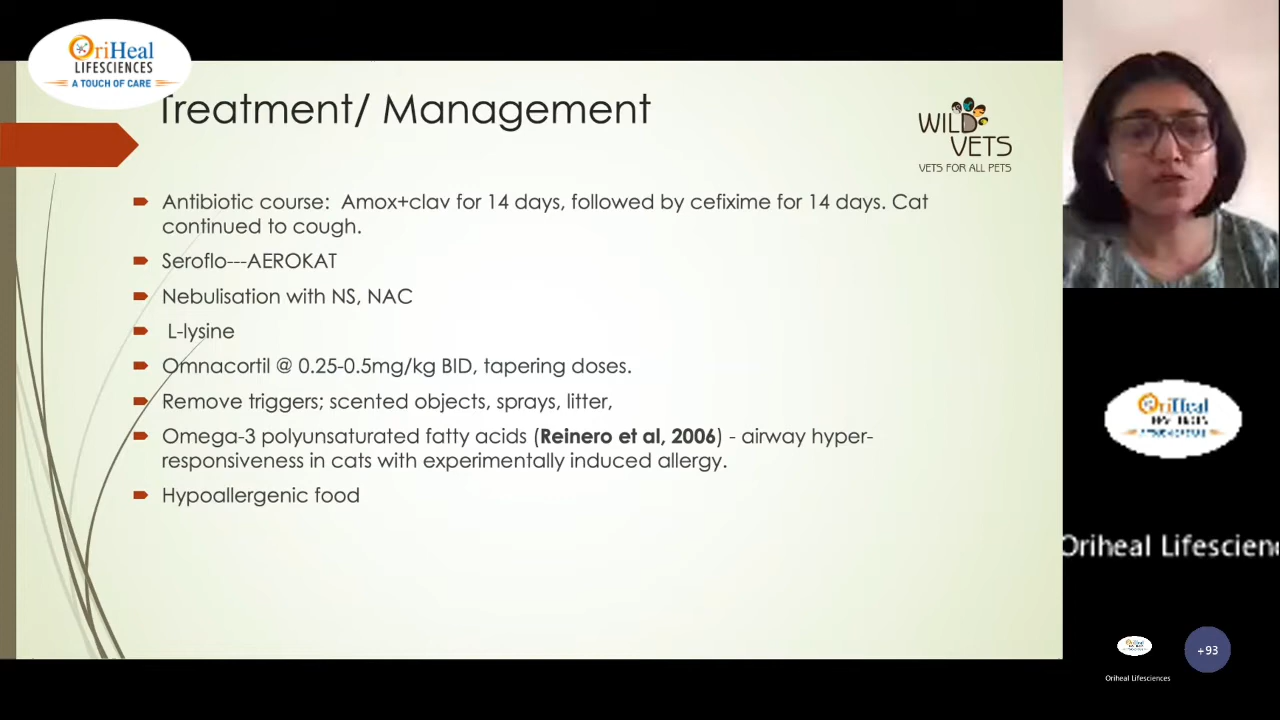 OriHeal
LIFESCIENCES
A TOUCH OF CARE
Treatment/ Management
WILD
VETS
VETS FOR ALL PETS
Antibiotic course: Amox+clav for 14 days, followed by cefixime for 14 days. Cat
continued to cough.
Seroflo---AEROKAT
Nebulisation with NS, NAC
L-lysine
Omnacortil @ 0.25-0.5mg/kg BID, tapering doses.
Remove triggers; scented objects, sprays, litter,
Omega-3 polyunsaturated fatty acids (Reinero et al, 2006) - airway hyper-
responsiveness in cats with experimentally induced allergy.
Hypoallergenic food
OriHeal
LIFESCIENCES
Oriheal Lifescien
+93
Oriheal Lifesciences